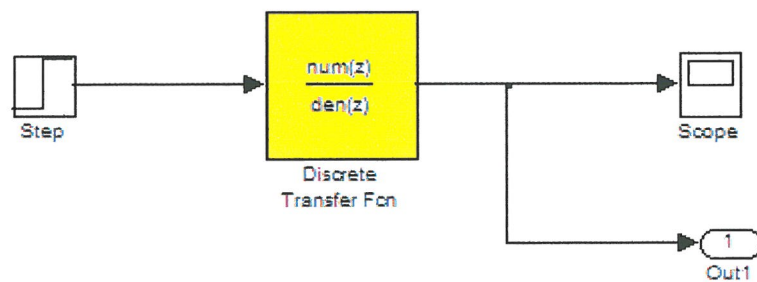 Step
num(z)
den(z)
Discrete
Transfer Fcn
Scope
1
Out1